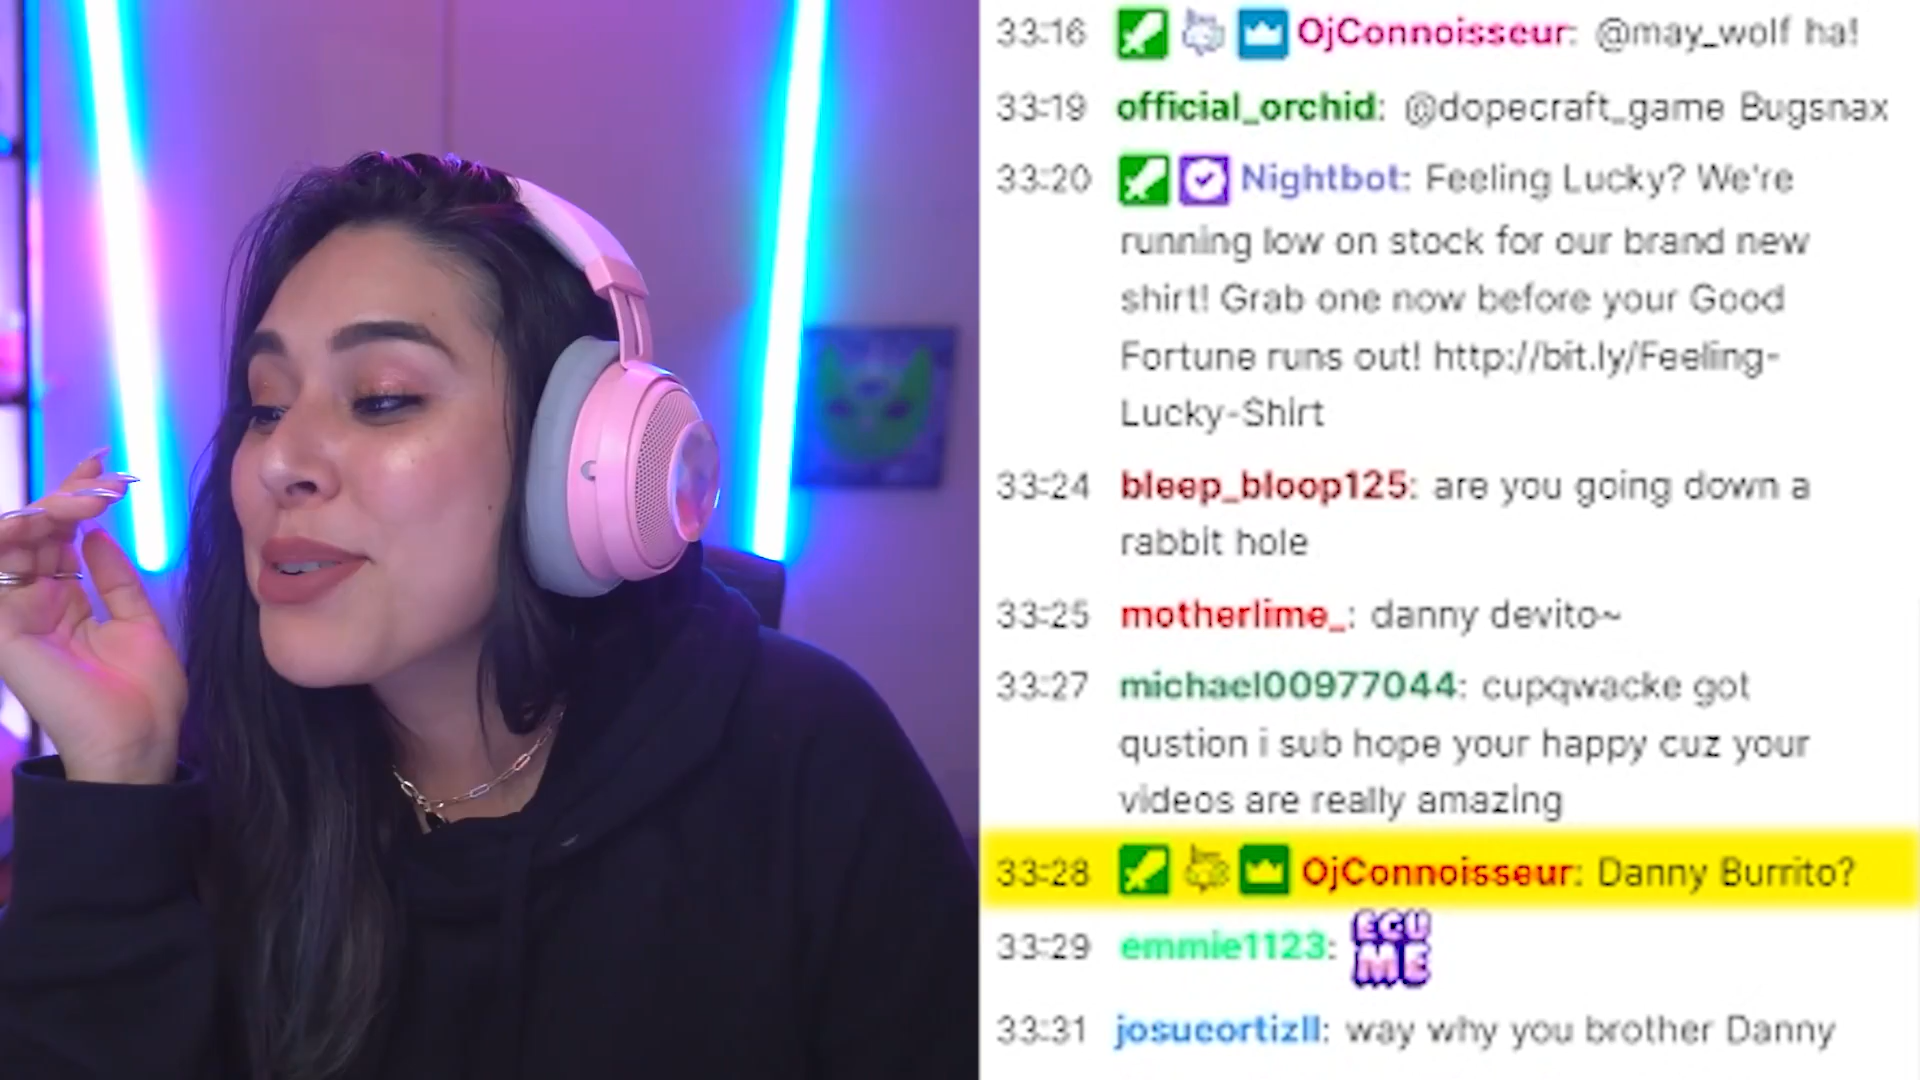 33:16 OjConnoisseur: @may_wolf ha!
33:19 official_orchid: @dopecraft_game Bugsnax
33:20 Nightbot: Feeling Lucky? We're
running low on stock for our brand new
shirt! Grab one now before your Good
Fortune runs out! http://bit.ly/Feeling-
Lucky-Shirt
33:24 bleep_bloop125: are you going down a
rabbit hole
33:25 motherlime_: danny devito~
33:27 michael00977044: cupqwacke got
qustion i sub hope your happy cuz your
videos are really amazing
33:28 OjConnoisseur: Danny Burrito?
33:29 emmie1123: EGU
ME
33:31 josueortizll: way why you brother Danny